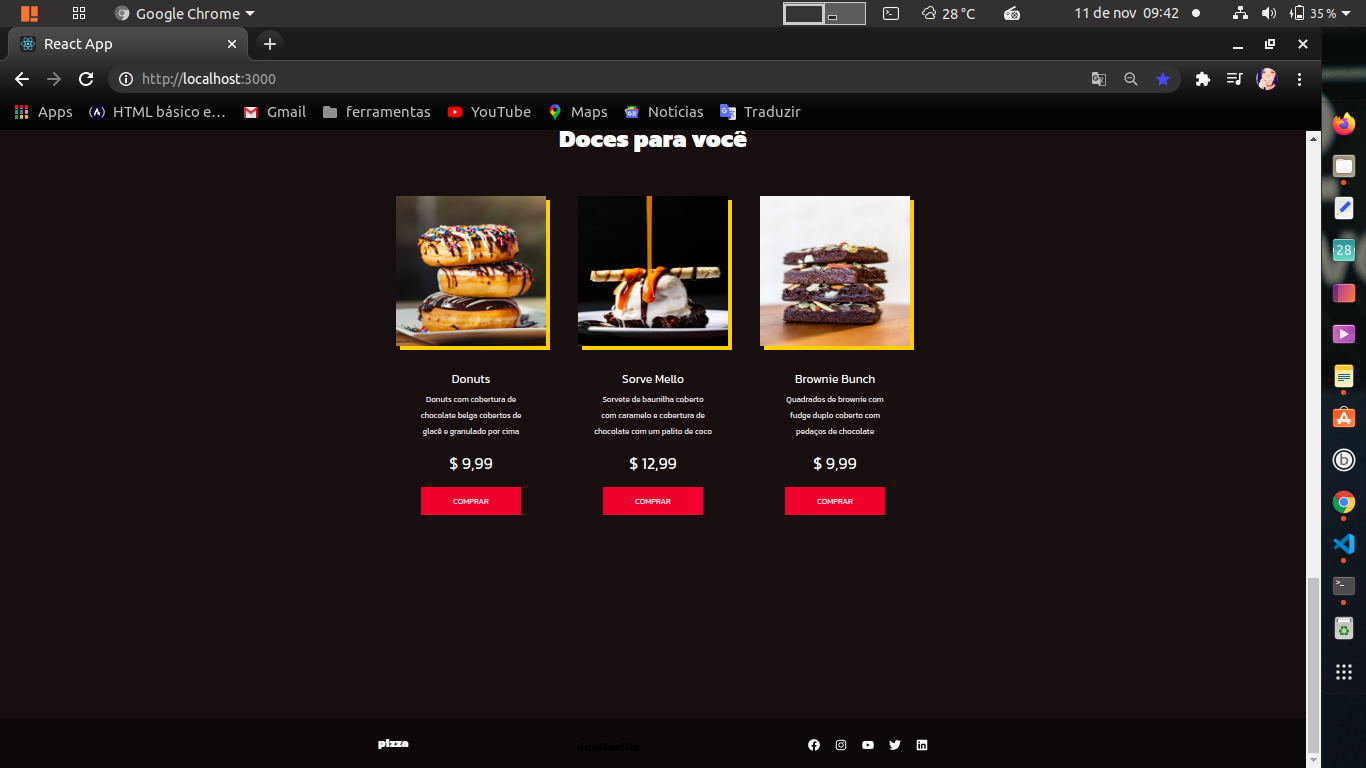 Google Chrome
28 °C
11 de nov 09:42
35 %
React App
http://localhost:3000
Apps
HTML básico e...
Gmail
ferramentas
YouTube
Maps
Notícias
Traduzir
Doces para você
28
Donuts
Donuts com cobertura de
chocolate belga cobertos de
glacê e granulado por cima
$ 9,99
COMPRAR
Sorve Mello
Sorvete de baunilha coberto
com caramelo e cobertura de
chocolate com um palito de coco
$ 12,99
COMPRAR
Brownie Bunch
Quadrados de brownie com
fudge duplo coberto com
pedaços de chocolate
$ 9,99
COMPRAR
pizza